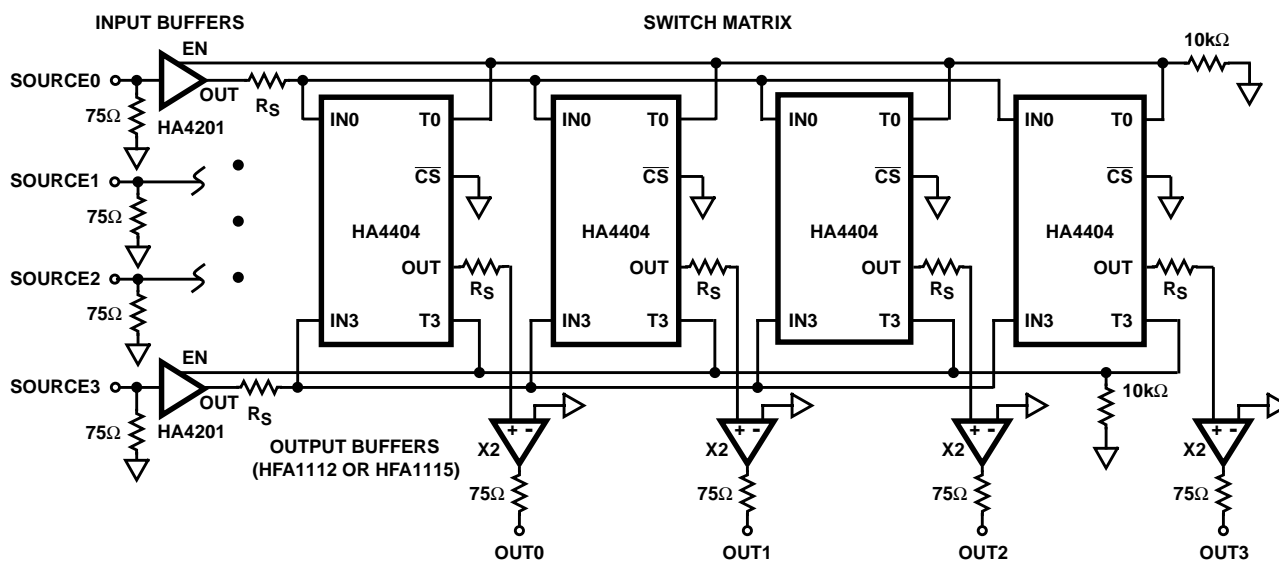 INPUT BUFFERS
SWITCH MATRIX
EN
10kΩ
SOURCE0
OUT
RS
75Ω
HA4201
IN0 T0
IN0 T0
IN0 T0
IN0 T0
SOURCE1
CS
CS
CS
CS
75Ω
HA4404
HA4404
HA4404
HA4404
SOURCE2
OUT
OUT
OUT
OUT
RS
RS
RS
RS
75Ω
IN3 T3
IN3 T3
IN3 T3
IN3 T3
EN
SOURCE3
OUT
RS
10kΩ
75Ω
HA4201
OUTPUT BUFFERS
(HFA1112 OR HFA1115)
+ -
+ -
+ -
+ -
X2
X2
X2
X2
75Ω
75Ω
75Ω
75Ω
OUT0
OUT1
OUT2
OUT3